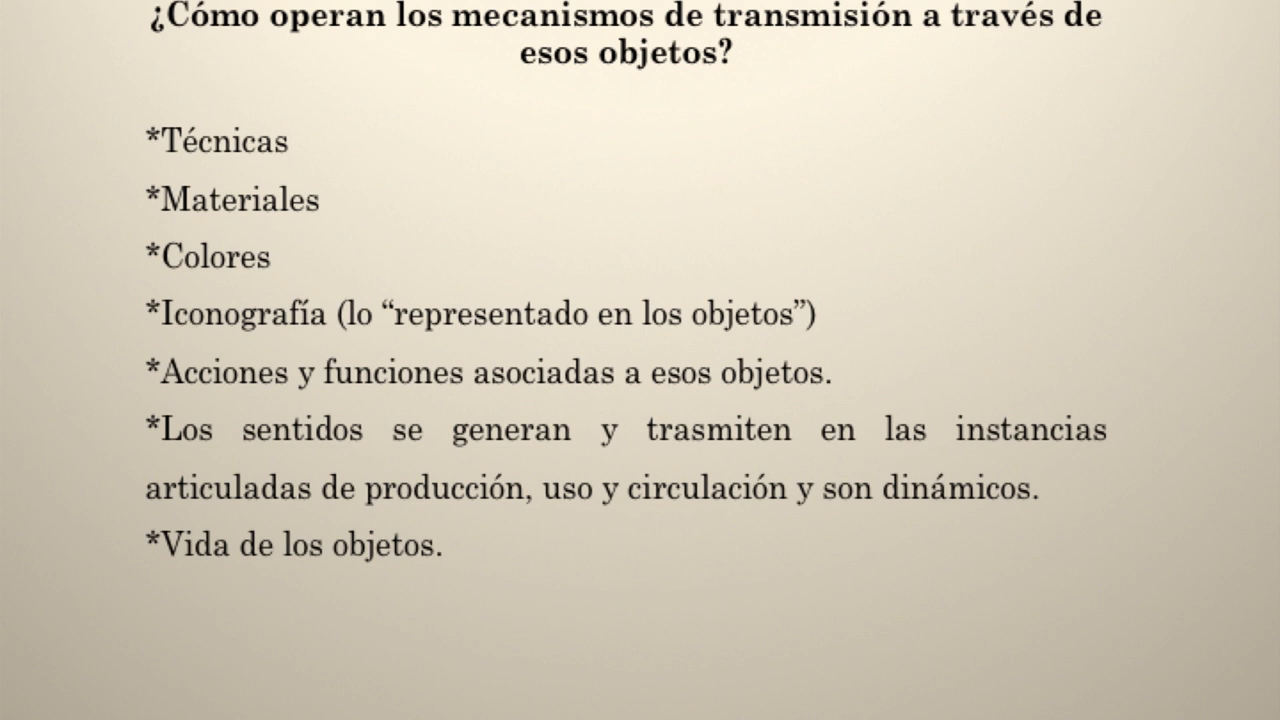 ¿Cómo operan los mecanismos de transmisión a través de
esos objetos?
*Técnicas
*Materiales
*Colores
*Iconografía (lo “representado en los objetos”)
*Acciones y funciones asociadas a esos objetos.
*Los sentidos se generan y trasmiten en las instancias
articuladas de producción, uso y circulación y son dinámicos.
*Vida de los objetos.